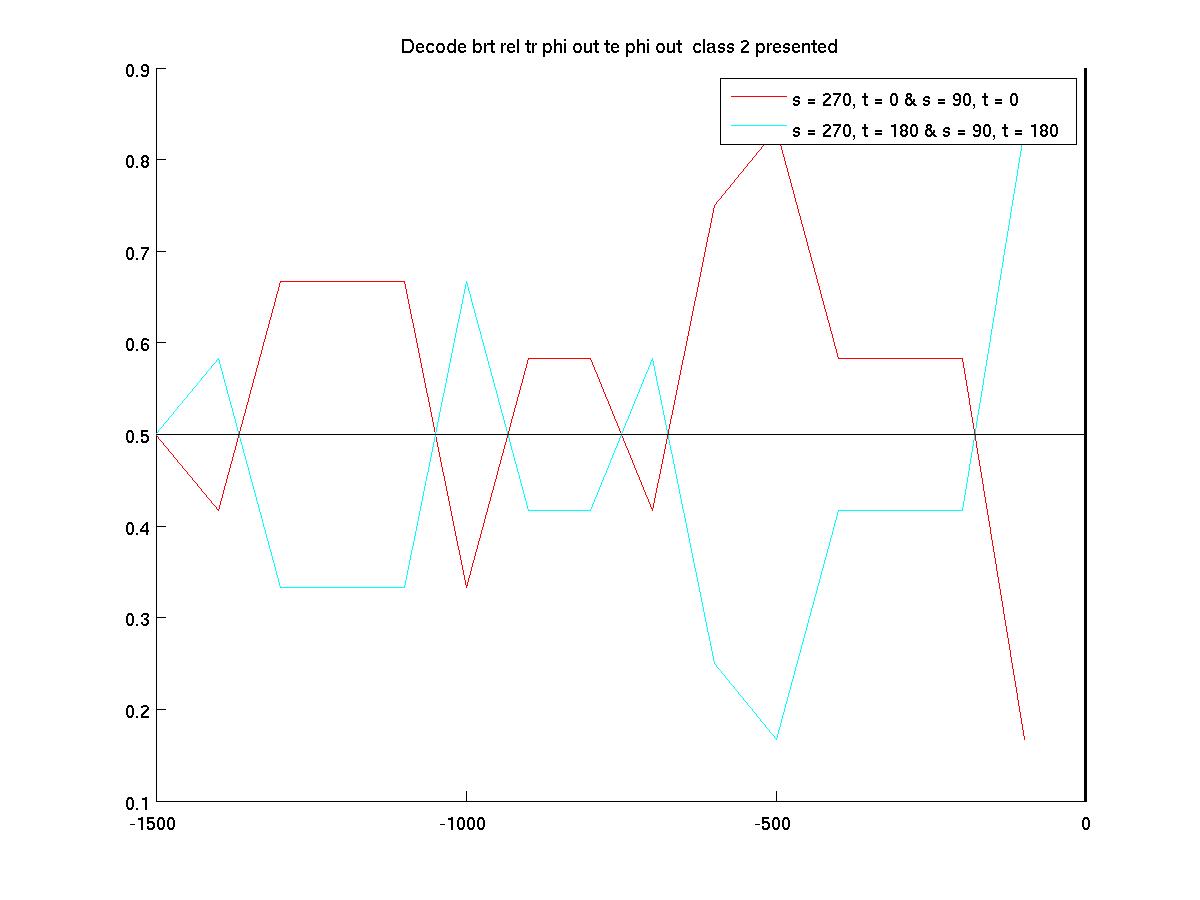 Decode brt rel tr phi out te phi out  class 2 presented
0.9
s = 270, t = 0 & s = 90, t = 0
s = 270, t = 180 & s = 90, t = 180
0.8
0.7
0.6
0.5
0.4
0.3
0.2
0.1
-1500 -1000 -500 0